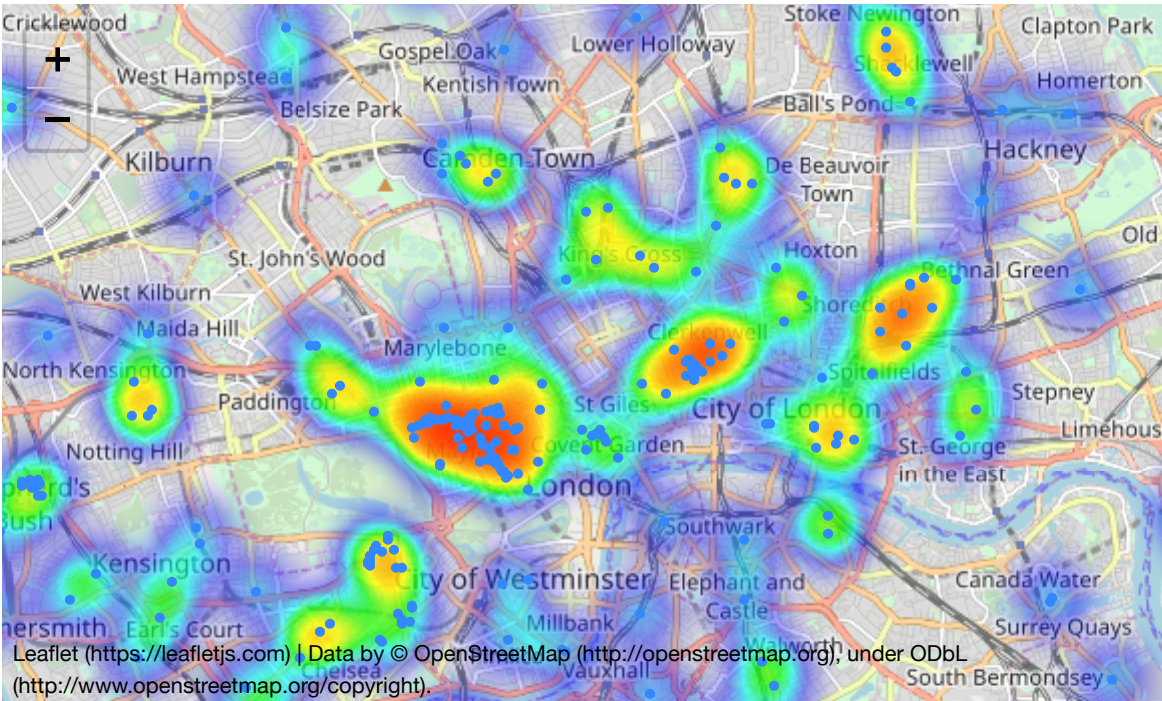 Cricklewood
Stoke Newington
Clapton Park
+
Gospel Oak
Lower Holloway
Shacklewell
West Hampstead
Kentish Town
Homerton
Belsize Park
Ball's Pond
−
Kilburn
Camden Town
De Beauvoir
Town
Hackney
King's Cross
Hoxton
Old
St. John's Wood
Bethnal Green
West Kilburn
Maida Hill
Marylebone
Clerkenwell
North Kensington
Spitalfields
Paddington
St Giles
City of London
Stepney
Limehous
Notting Hill
Covent Garden
St. George
in the East
London
Bush
Southwark
Kensington
City of Westminster
Elephant and
Castle
Canada Water
Earl's Court
Millbank
Surrey Quays
Walworth
Leaflet (https://leafletjs.com) | Data by © OpenStreetMap (http://openstreetmap.org), under ODbL
(http://www.openstreetmap.org/copyright).
Chelsea
Vauxhall
South Bermondsey